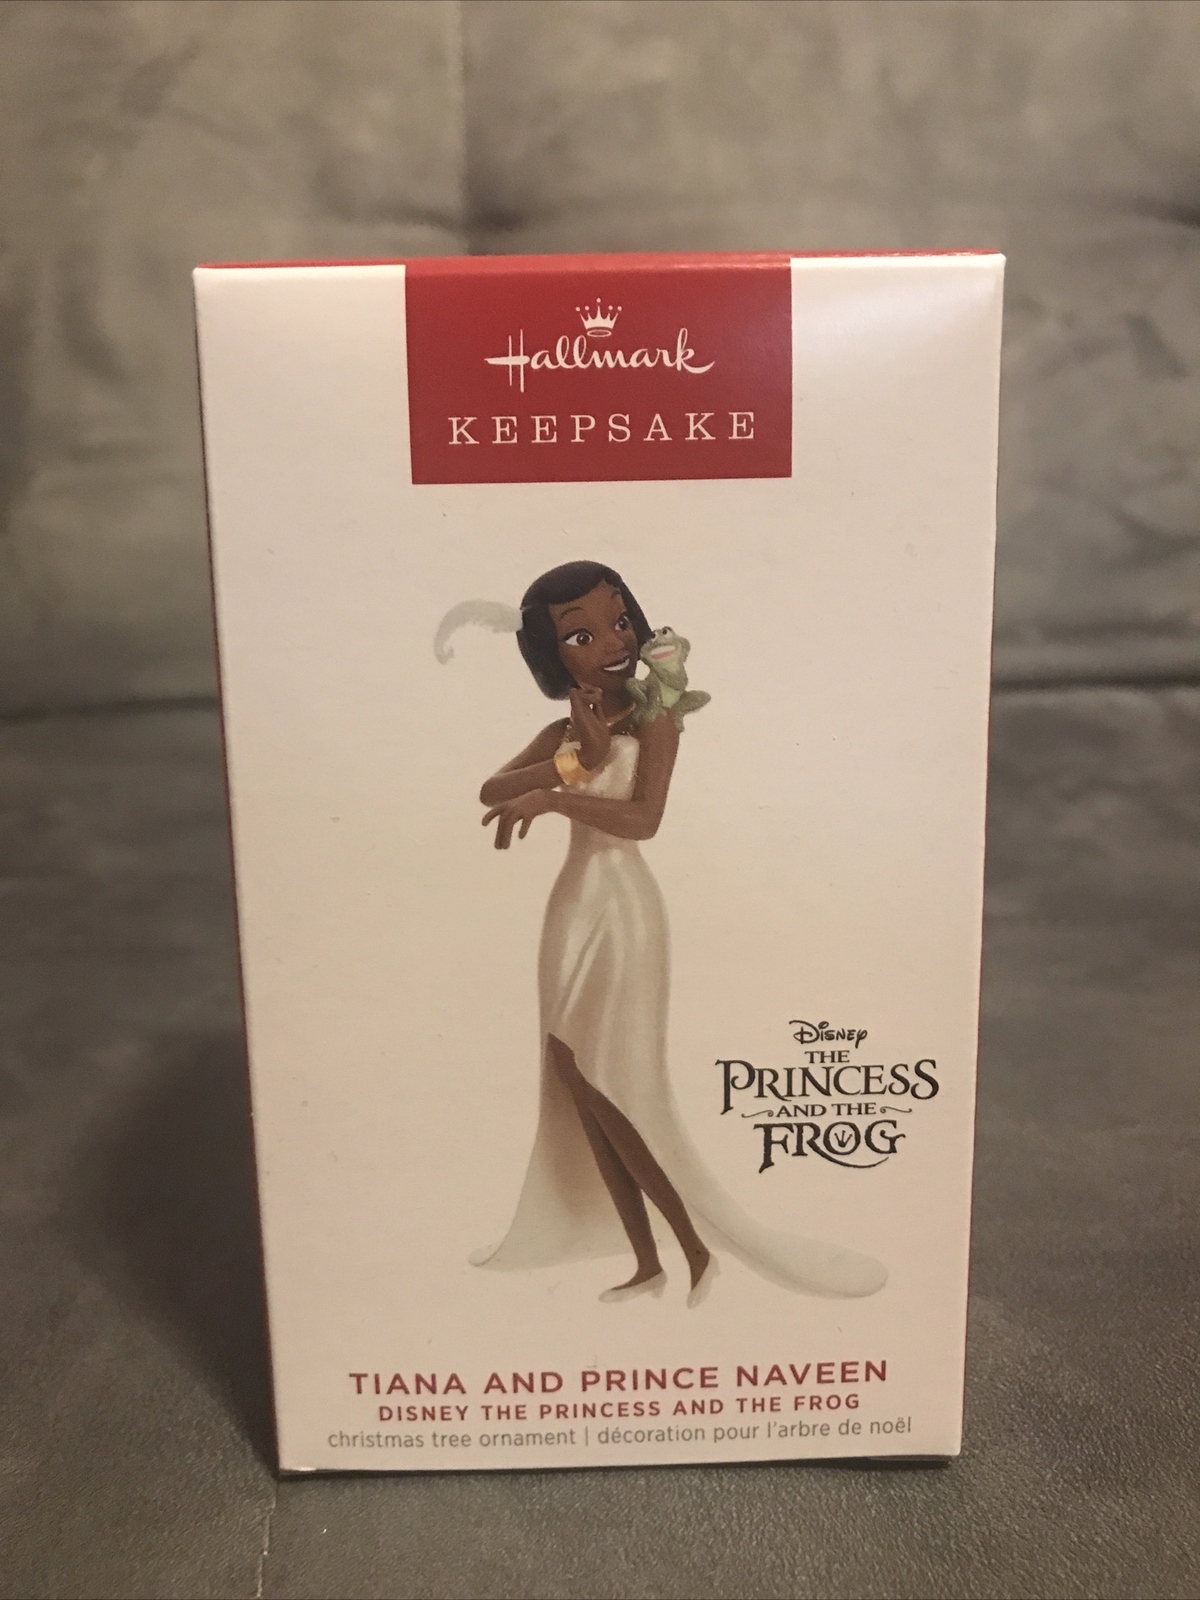 Hallmark
KEEPSAKE
Disney
THE
PRINCESS
AND THE
FROG
TIANA AND PRINCE NAVEEN
DISNEY THE PRINCESS AND THE FROG
christmas tree ornament | décoration pour l'arbre de noël